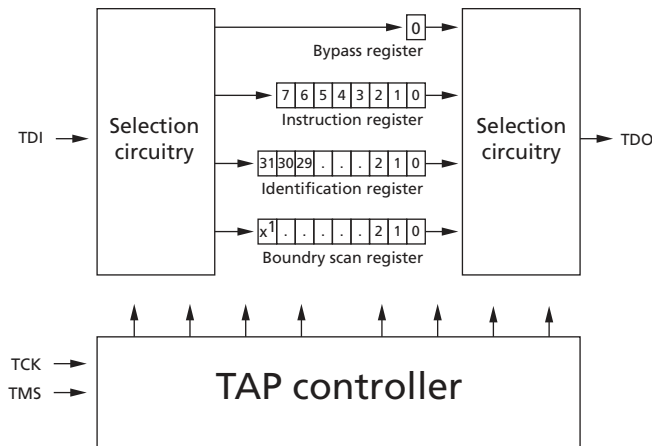 0
Bypass register
7 6 5 4 3 2 1 0
Instruction register
TDI
Selection
circuitry
Selection
circuitry
TDO
31 30 29 . . . 2 1 0
Identification register
x1 . . . . . 2 1 0
Boundry scan register
TCK
TMS
TAP controller